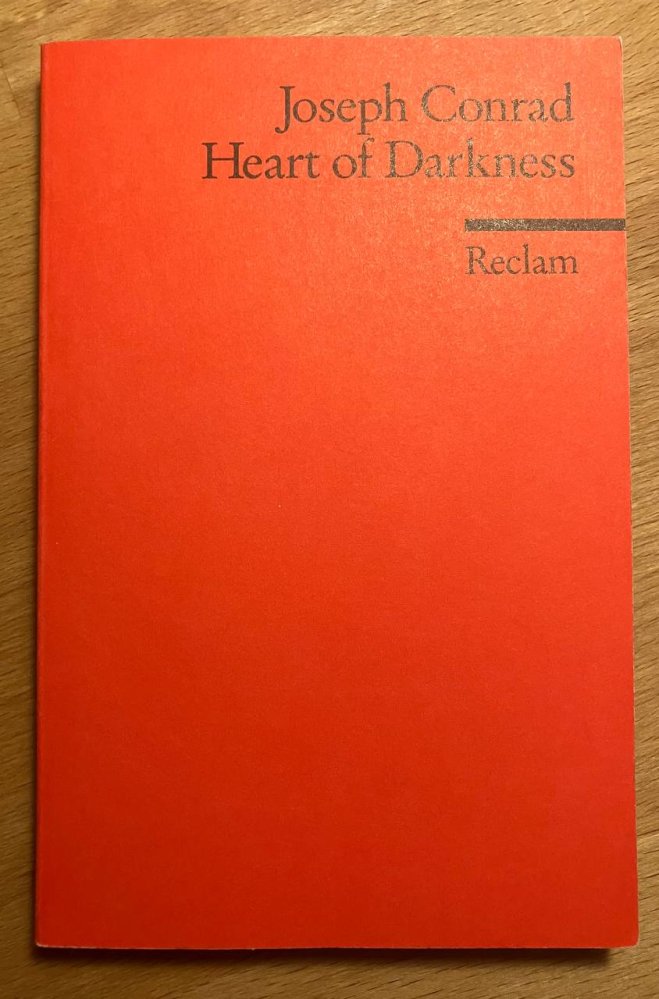 Joseph Conrad
Heart of Darkness
Reclam